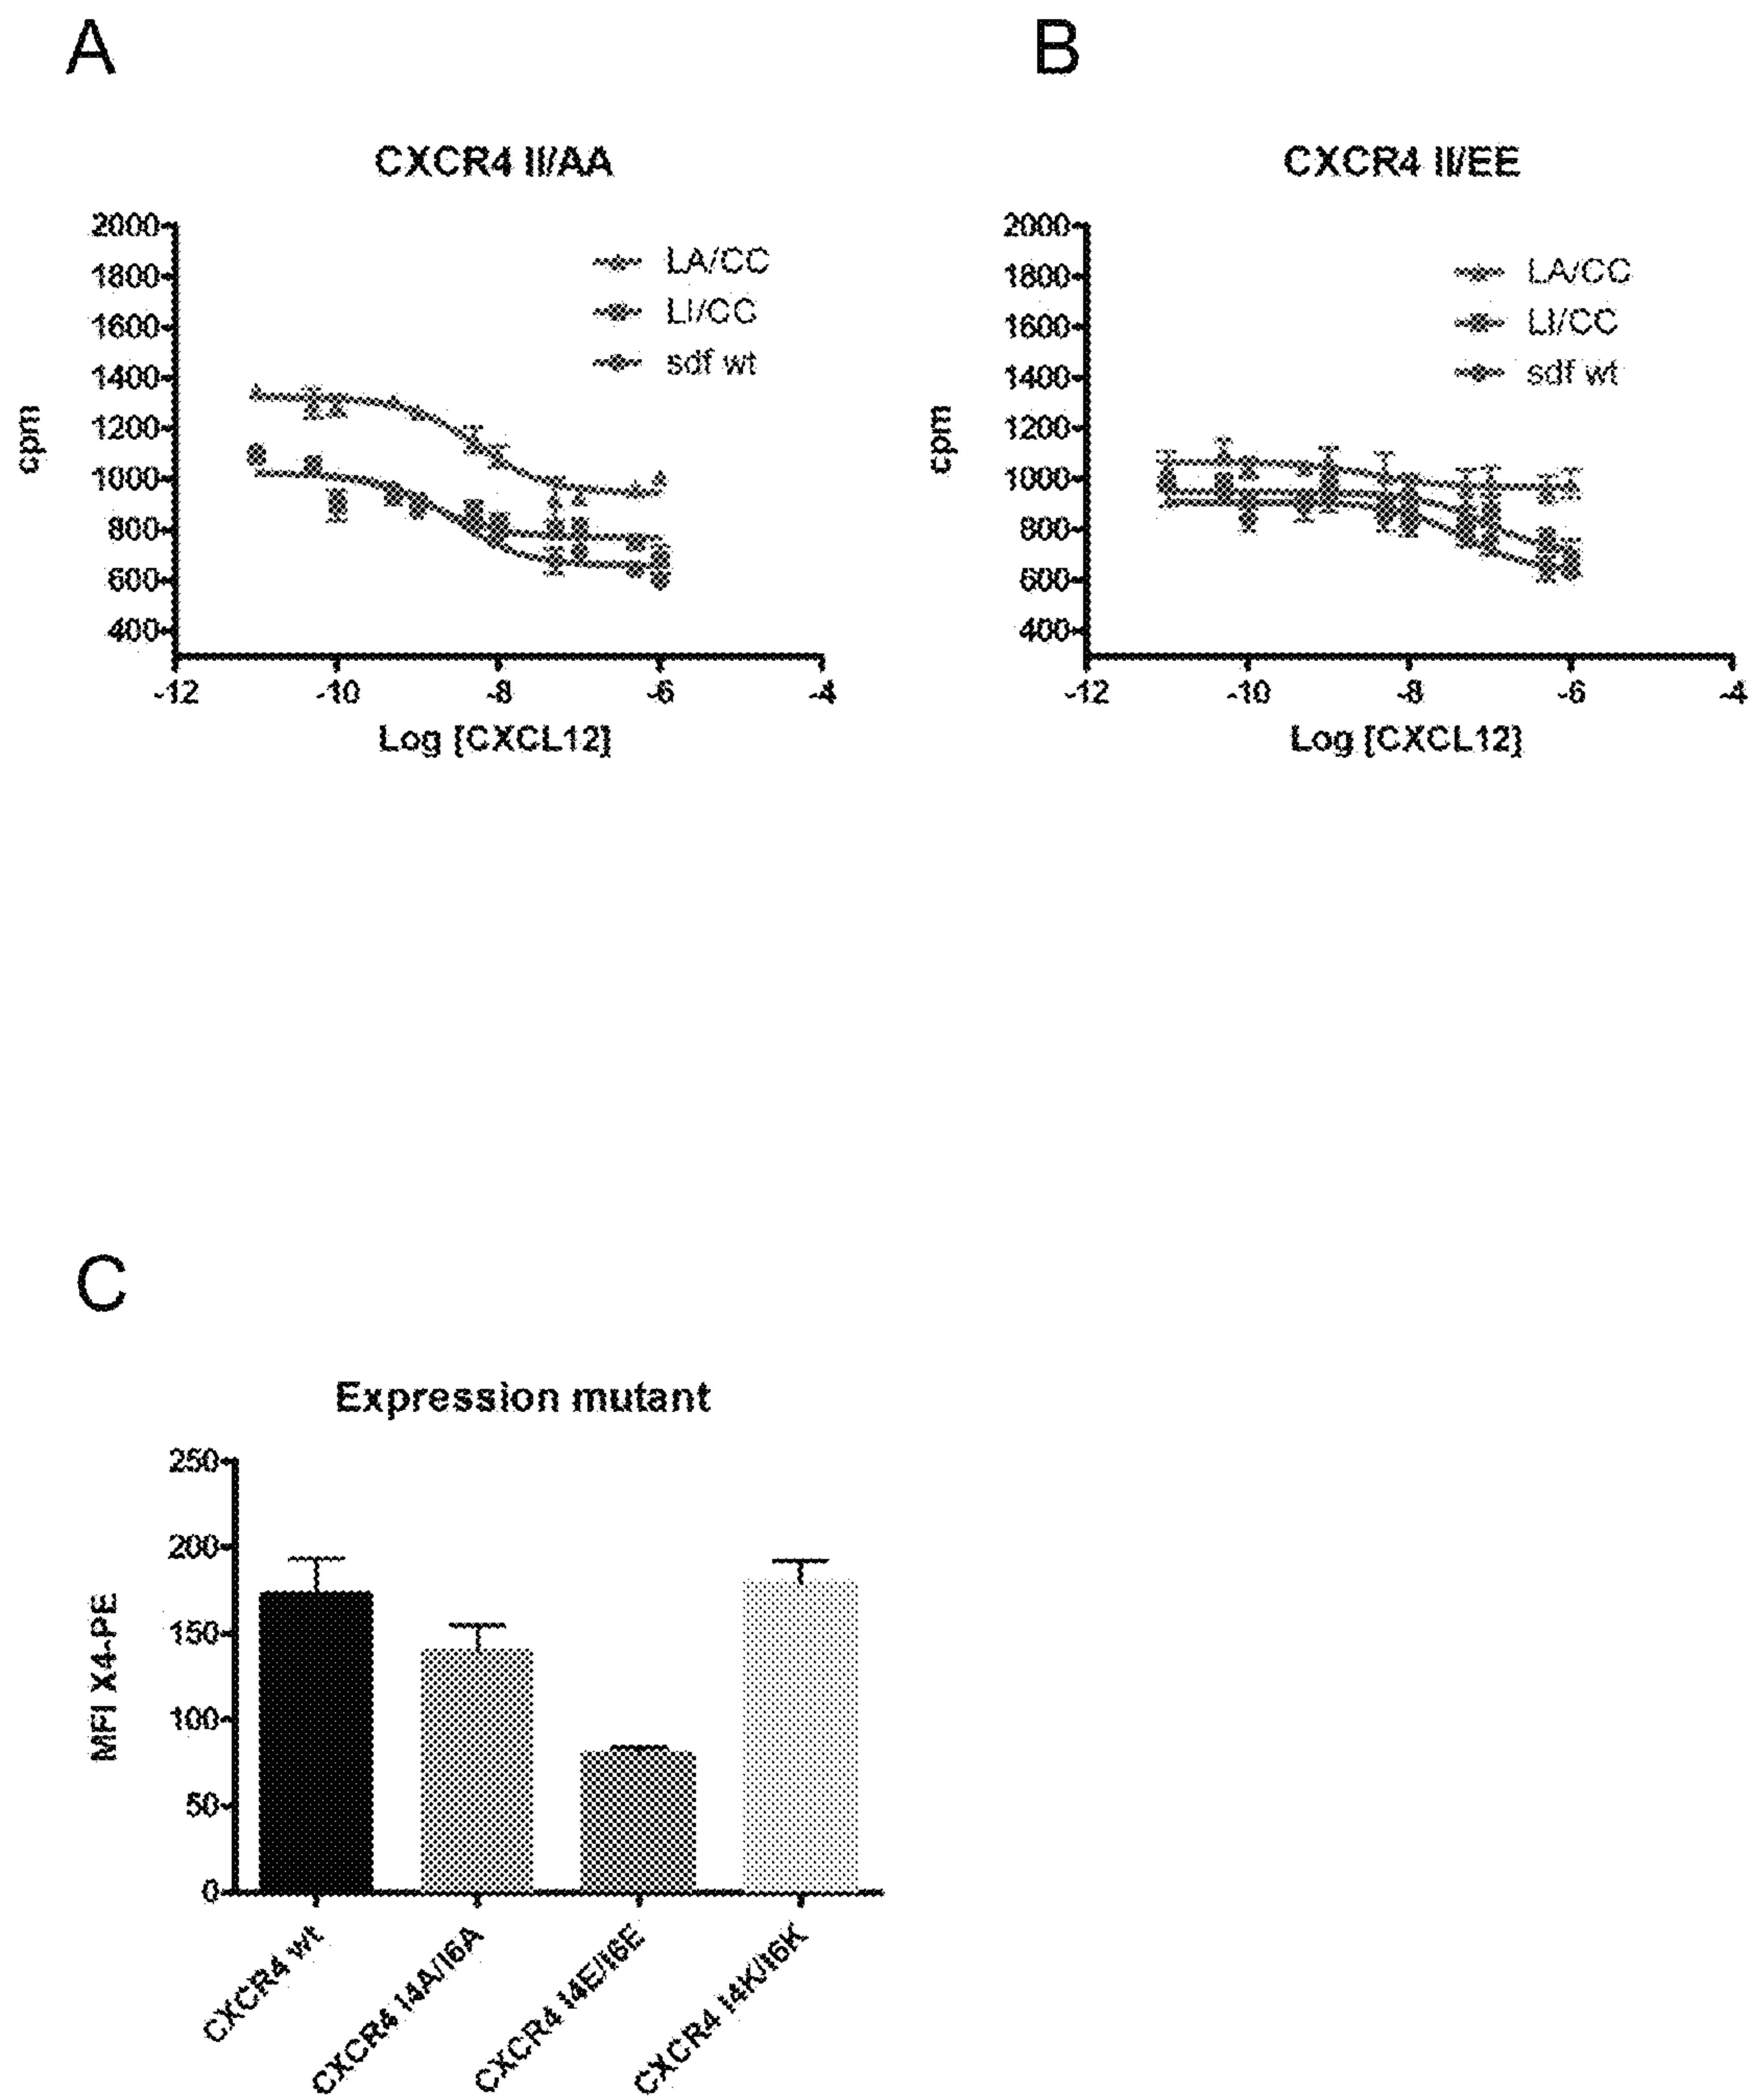 A
CXCR4 II/AA
2000
1800
1600
1400
1200
1000
800
600
400
cpm
LA/CC
LI/CC
sdf wt
-12
-10
-8
-6
-4
Log [CXCL12]
B
CXCR4 II/EE
2000
1800
1600
1400
1200
1000
800
600
400
cpm
LA/CC
LI/CC
sdf wt
-12
-10
-8
-6
-4
Log [CXCL12]
C
Expression mutant
250
200
150
100
50
0
MFI X4-PE
CXCR4 wt
CXCR4 I4A/I6A
CXCR4 I4E/I6E
CXCR4 I4K/I6K